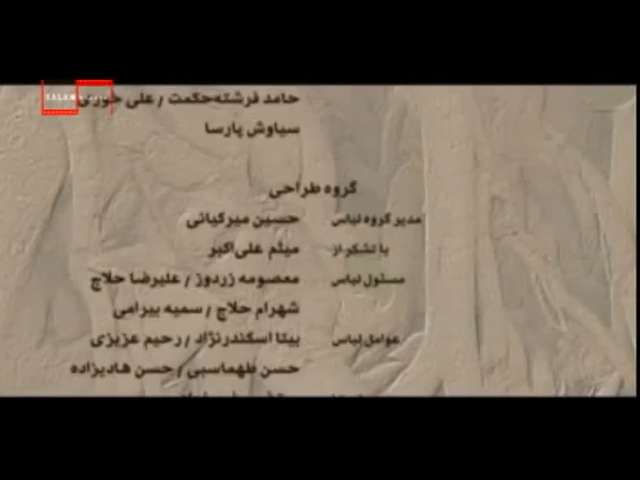 SALAM
حامد فرشته‌حکمت / علی خوری
سیاوش پارسا
گروه طراحی
مدیر گروه لباس حسین میرکیانی
با تشکر از میثم علی‌اکبر
مسئول لباس معصومه زردوز / علیرضا حلاج
شهرام حلاج / سمیه بیرامی
عوامل لباس بیتا اسکندرنژاد / رحیم عزیزی
حسن طهماسبی / حسن هادیزاده